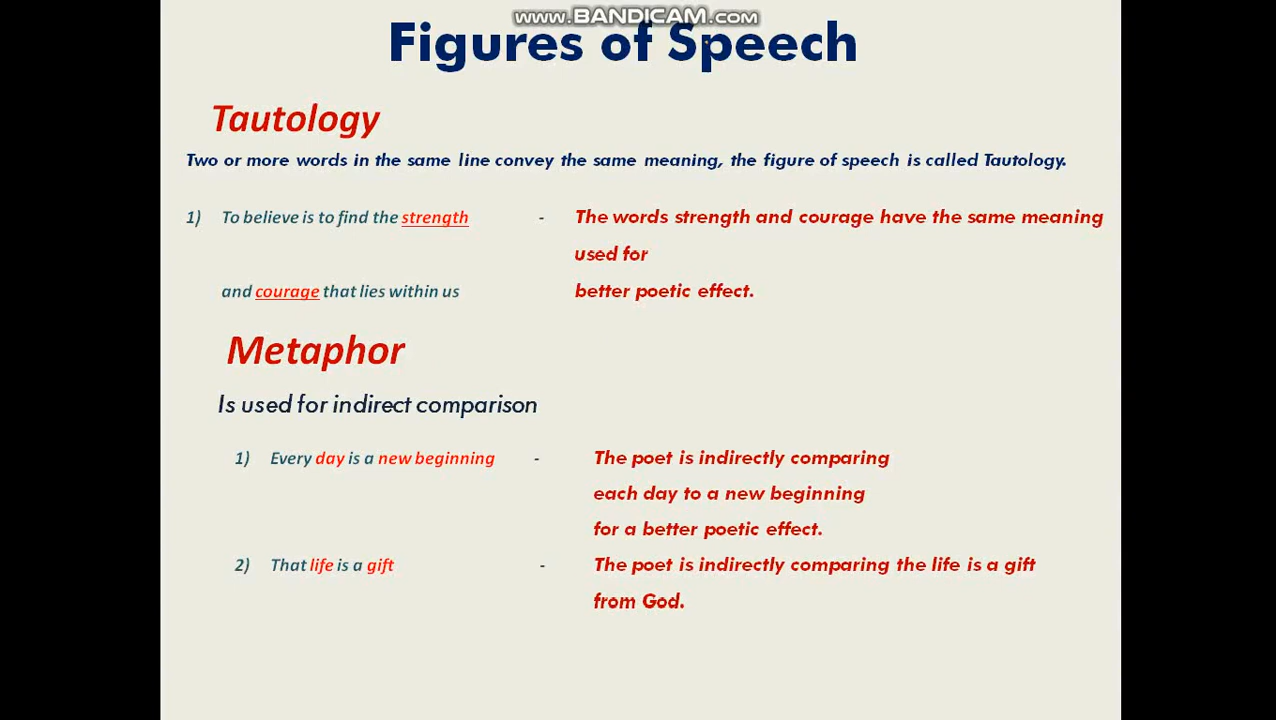 www.BANDICAM.com
Figures of Speech
Tautology
Two or more words in the same line convey the same meaning, the figure of speech is called Tautology.
1) To believe is to find the strength - The words strength and courage have the same meaning
used for
and courage that lies within us better poetic effect.
Metaphor
Is used for indirect comparison
1) Every day is a new beginning - The poet is indirectly comparing
each day to a new beginning
for a better poetic effect.
2) That life is a gift - The poet is indirectly comparing the life is a gift
from God.